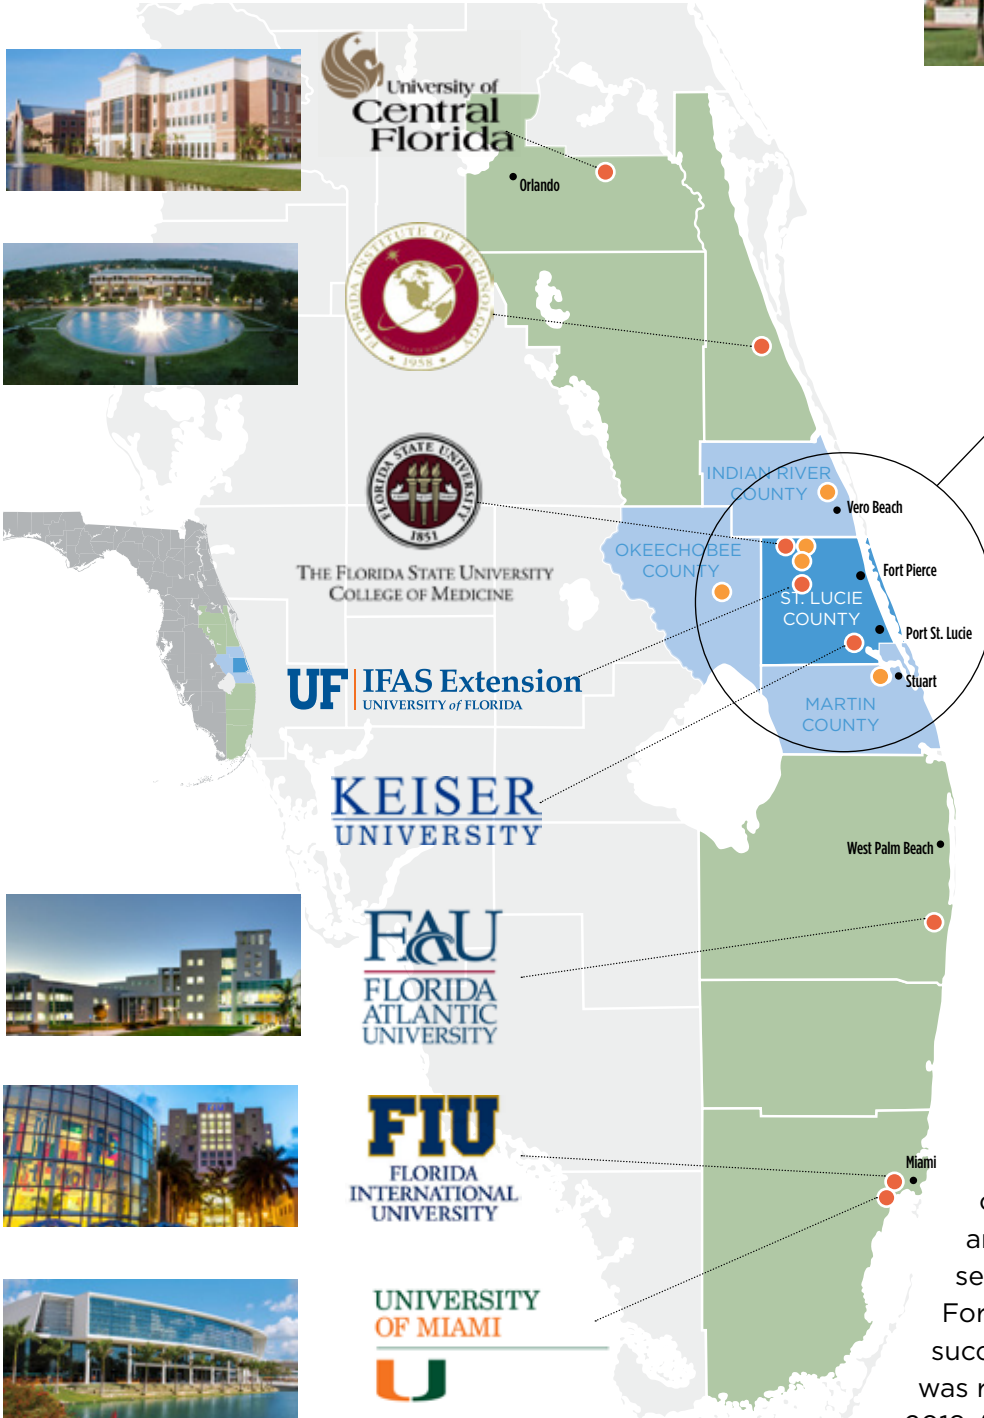 University of
Central
Florida
Orlando
FLORIDA INSTITUTE OF TECHNOLOGY
• 1958 •
INDIAN RIVER
COUNTY
Vero Beach
FLORIDA STATE UNIVERSITY
1851
THE FLORIDA STATE UNIVERSITY
COLLEGE OF MEDICINE
OKEECHOBEE
COUNTY
Fort Pierce
ST. LUCIE
COUNTY
Port St. Lucie
UF IFAS Extension
UNIVERSITY of FLORIDA
Stuart
MARTIN
COUNTY
KEISER
UNIVERSITY
West Palm Beach
FAU
FLORIDA
ATLANTIC
UNIVERSITY
FIU
FLORIDA
INTERNATIONAL
UNIVERSITY
Miami
UNIVERSITY
OF MIAMI
U
For
succ
was r